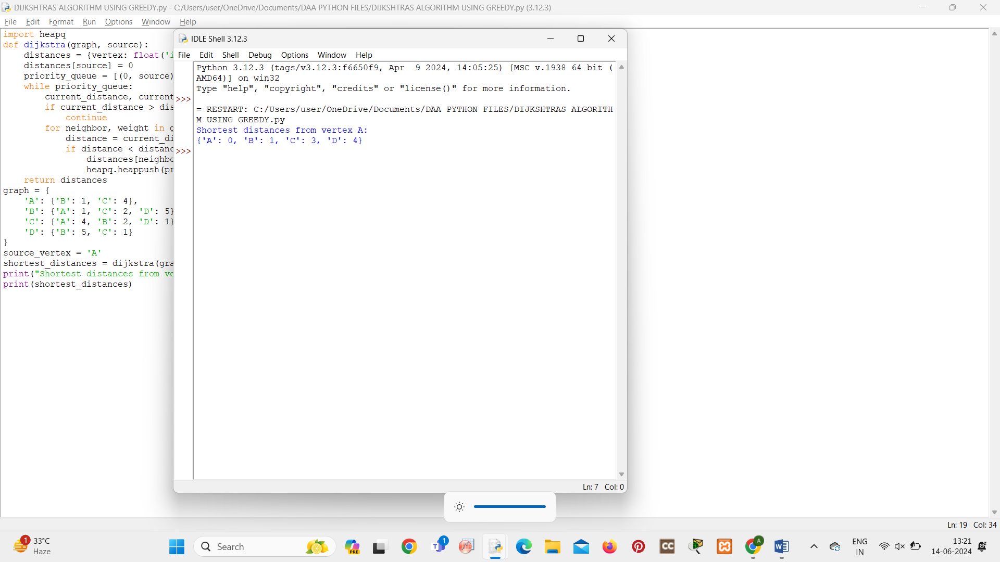 DIJKSHTRAS ALGORITHM USING GREEDY.py - C:/Users/user/OneDrive/Documents/DAA PYTHON FILES/DIJKSHTRAS ALGORITHM USING GREEDY.py (3.12.3)
File Edit Format Run Options Window Help
import heapq
def dijkstra(graph, source):
    distances = {vertex: float('i
    distances[source] = 0
    priority_queue = [(0, source)
    while priority_queue:
        current_distance, current
        if current_distance > dis
            continue
        for neighbor, weight in g
            distance = current_di
            if distance < distanc
                distances[neighbo
                heapq.heappush(pr
    return distances
graph = {
    'A': {'B': 1, 'C': 4},
    'B': {'A': 1, 'C': 2, 'D': 5}
    'C': {'A': 4, 'B': 2, 'D': 1}
    'D': {'B': 5, 'C': 1}
}
source_vertex = 'A'
shortest_distances = dijkstra(gra
print("Shortest distances from ve
print(shortest_distances)
IDLE Shell 3.12.3
File Edit Shell Debug Options Window Help
Python 3.12.3 (tags/v3.12.3:f6650f9, Apr  9 2024, 14:05:25) [MSC v.1938 64 bit (
AMD64)] on win32
Type "help", "copyright", "credits" or "license()" for more information.
>>>
= RESTART: C:/Users/user/OneDrive/Documents/DAA PYTHON FILES/DIJKSHTRAS ALGORITH
M USING GREEDY.py
Shortest distances from vertex A:
{'A': 0, 'B': 1, 'C': 3, 'D': 4}
>>>
Ln: 7 Col: 0
Ln: 19 Col: 34
1
33°C
Haze
Search
PRE
T
1
CC
A
W
ENG
IN
13:21
14-06-2024